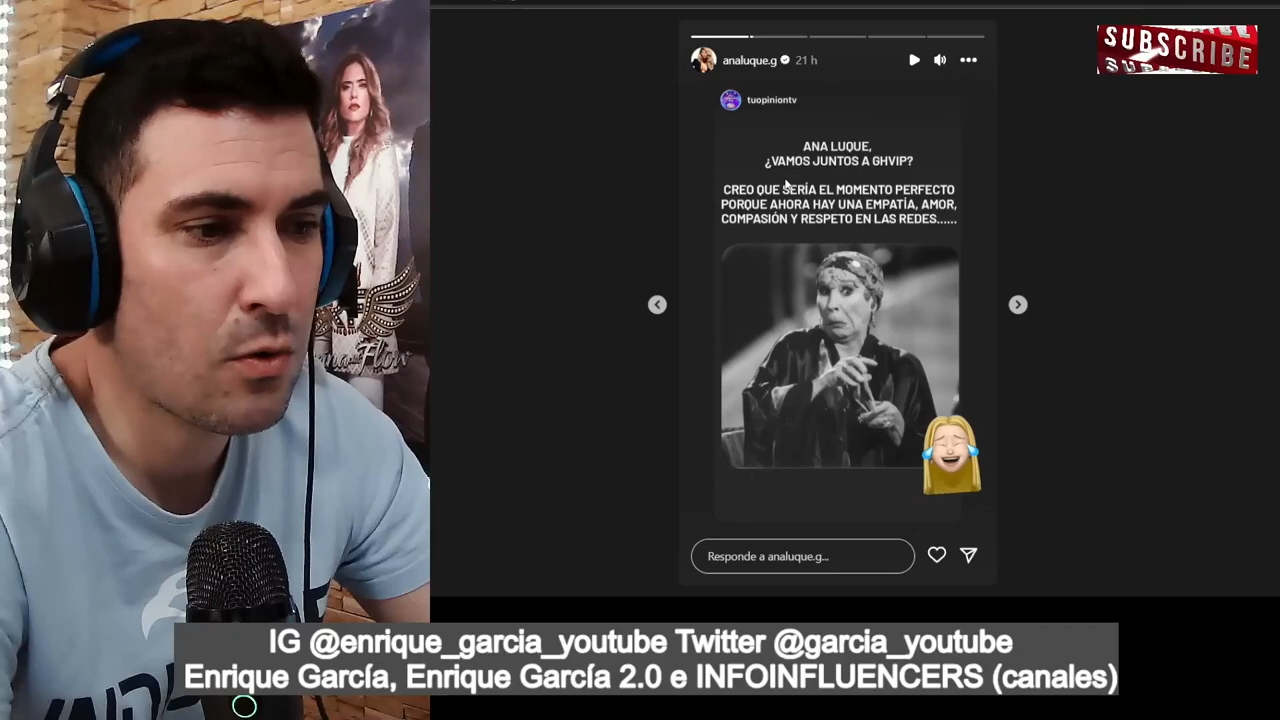 SUBSCRIBE
analuque.g 21 h
tuopiniontv
ANA LUQUE,
¿VAMOS JUNTOS A GHVIP?
CREO QUE SERÍA EL MOMENTO PERFECTO
PORQUE AHORA HAY UNA EMPATÍA, AMOR,
COMPASIÓN Y RESPETO EN LAS REDES......
Flow
Responde a analuque.g...
IG @enrique_garcia_youtube Twitter @garcia_youtube
Enrique García, Enrique García 2.0 e INFOINFLUENCERS (canales)